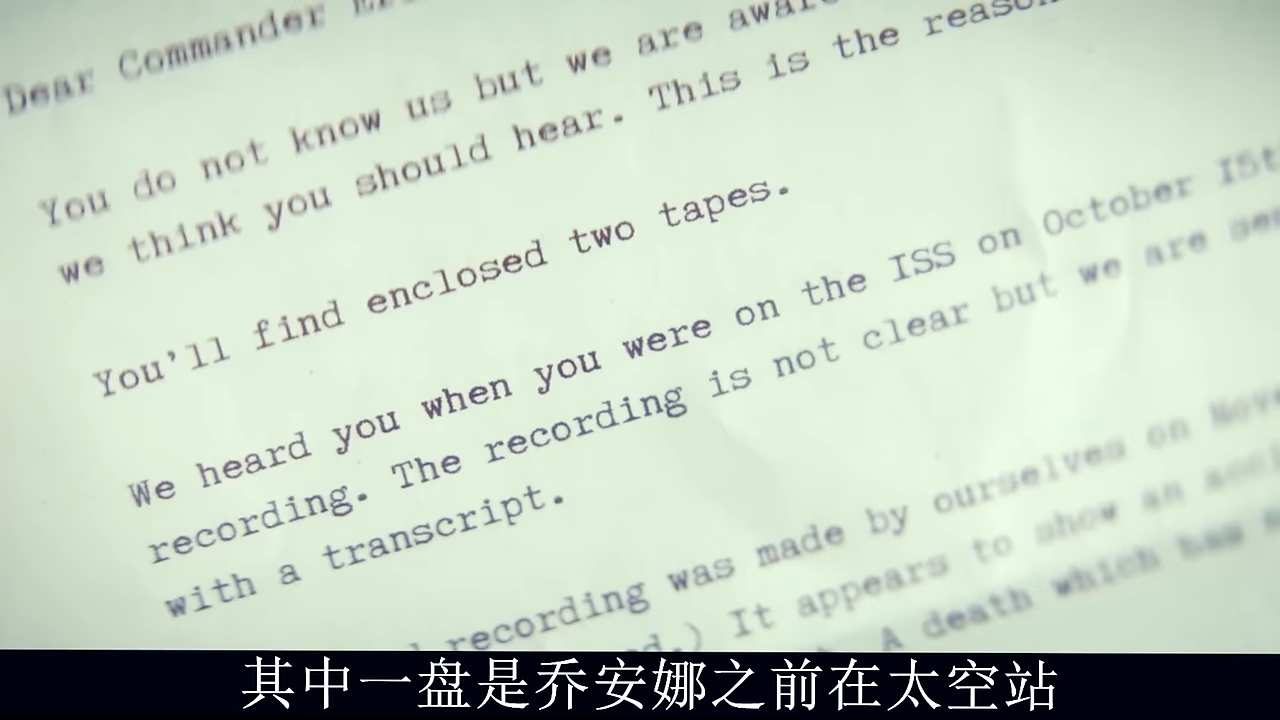 Dear Commander
You do not know us but we are
we think you should hear. This is the reason
You'll find enclosed two tapes.
We heard you when you were on the ISS on October 15th
recording. The recording is not clear but we are
with a transcript.
recording was made by ourselves on
It appears to show an
A death which has
其中一盘是乔安娜之前在太空站